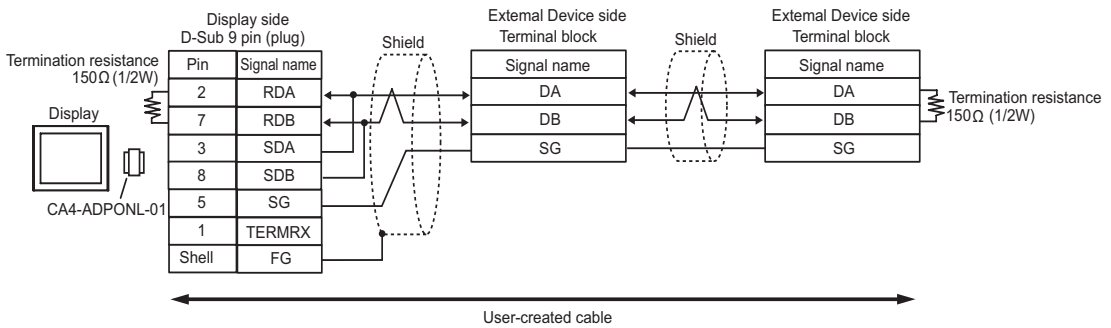 Display side
D-Sub 9 pin (plug)
Shield
External Device side
Terminal block
Shield
External Device side
Terminal block
Termination resistance
150Ω (1/2W)
Display
CA4-ADPONL-01
Pin Signal name
2 RDA
7 RDB
3 SDA
8 SDB
5 SG
1 TERMRX
Shell FG
Signal name
DA
DB
SG
Signal name
DA
DB
SG
Termination resistance
150Ω (1/2W)
User-created cable